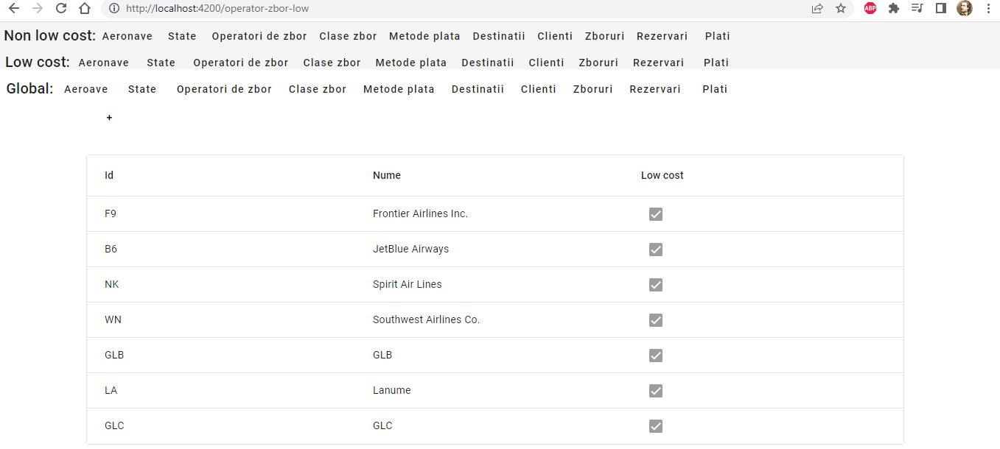 http://localhost:4200/operator-zbor-low
ABP
Non low cost: Aeronave State Operatori de zbor Clase zbor Metode plata Destinatii Clienti Zboruri Rezervari Plati
Low cost: Aeronave State Operatori de zbor Clase zbor Metode plata Destinatii Clienti Zboruri Rezervari Plati
Global: Aeroave State Operatori de zbor Clase zbor Metode plata Destinatii Clienti Zboruri Rezervari Plati
+
Id Nume Low cost
F9 Frontier Airlines Inc.
B6 JetBlue Airways
NK Spirit Air Lines
WN Southwest Airlines Co.
GLB GLB
LA Lanume
GLC GLC